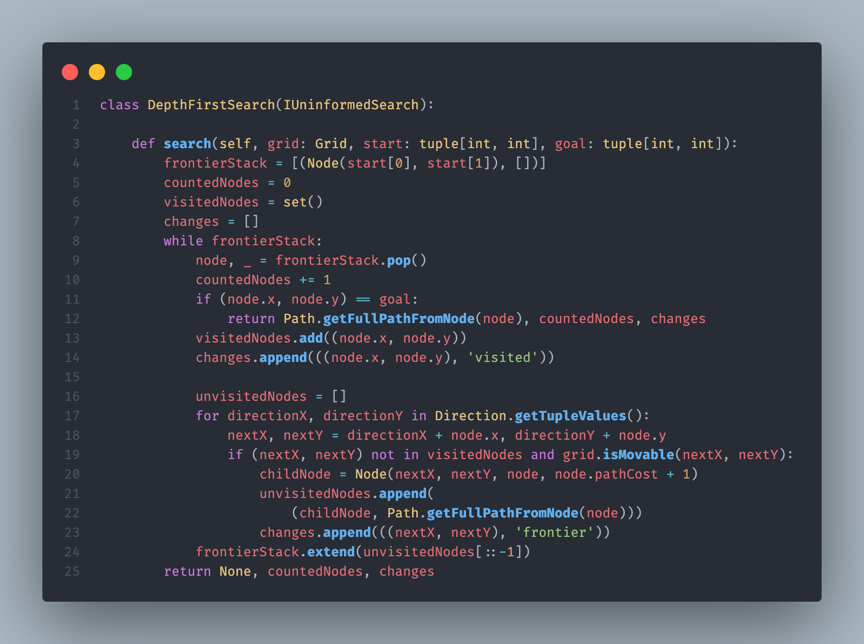 1 class DepthFirstSearch(IUninformedSearch):
2
3     def search(self, grid: Grid, start: tuple[int, int], goal: tuple[int, int]):
4         frontierStack = [(Node(start[0], start[1]), [])]
5         countedNodes = 0
6         visitedNodes = set()
7         changes = []
8         while frontierStack:
9             node, _ = frontierStack.pop()
10             countedNodes += 1
11             if (node.x, node.y) == goal:
12                 return Path.getFullPathFromNode(node), countedNodes, changes
13             visitedNodes.add((node.x, node.y))
14             changes.append(((node.x, node.y), 'visited'))
15
16             unvisitedNodes = []
17             for directionX, directionY in Direction.getTupleValues():
18                 nextX, nextY = directionX + node.x, directionY + node.y
19                 if (nextX, nextY) not in visitedNodes and grid.isMovable(nextX, nextY):
20                     childNode = Node(nextX, nextY, node, node.pathCost + 1)
21                     unvisitedNodes.append(
22                         (childNode, Path.getFullPathFromNode(node)))
23                     changes.append(((nextX, nextY), 'frontier'))
24             frontierStack.extend(unvisitedNodes[::-1])
25         return None, countedNodes, changes